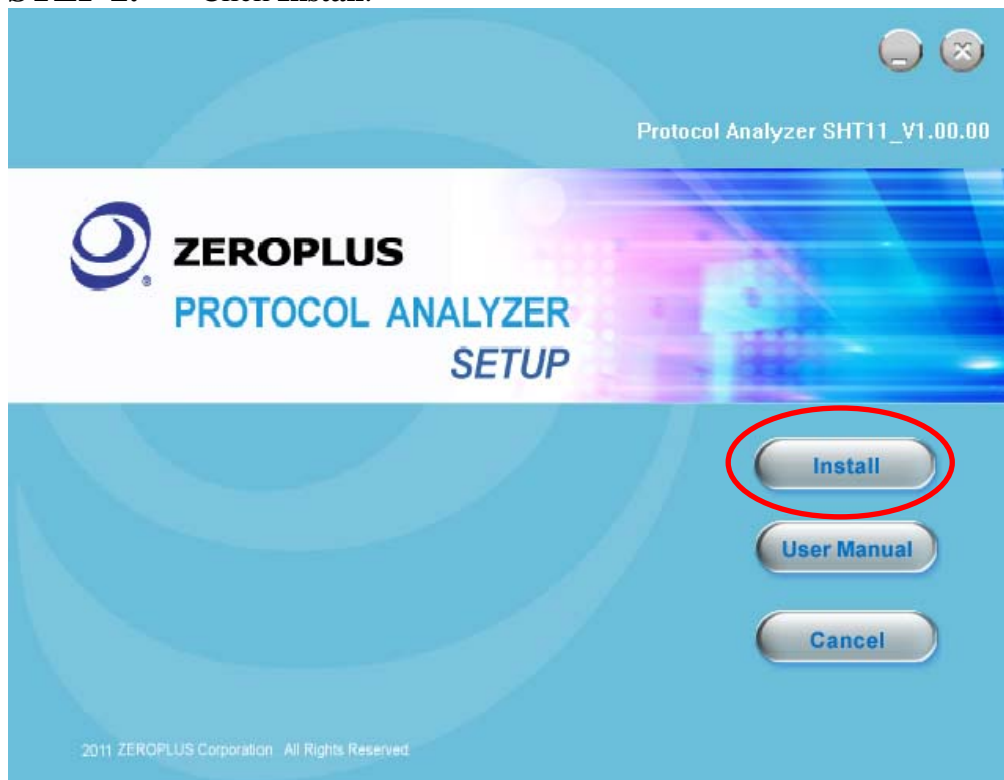 Protocol Analyzer SHT11_V1.00.00
ZEROPLUS
PROTOCOL ANALYZER
SETUP
Install
User Manual
Cancel
2011 ZEROPLUS Corporation All Rights Reserved